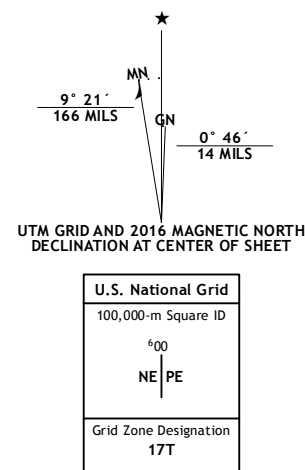 ★
MN
9° 21´
166 MILS
GN
0° 46´
14 MILS
UTM GRID AND 2016 MAGNETIC NORTH
DECLINATION AT CENTER OF SHEET
U.S. National Grid
100,000-m Square ID
⁶00
NE PE
Grid Zone Designation
17T